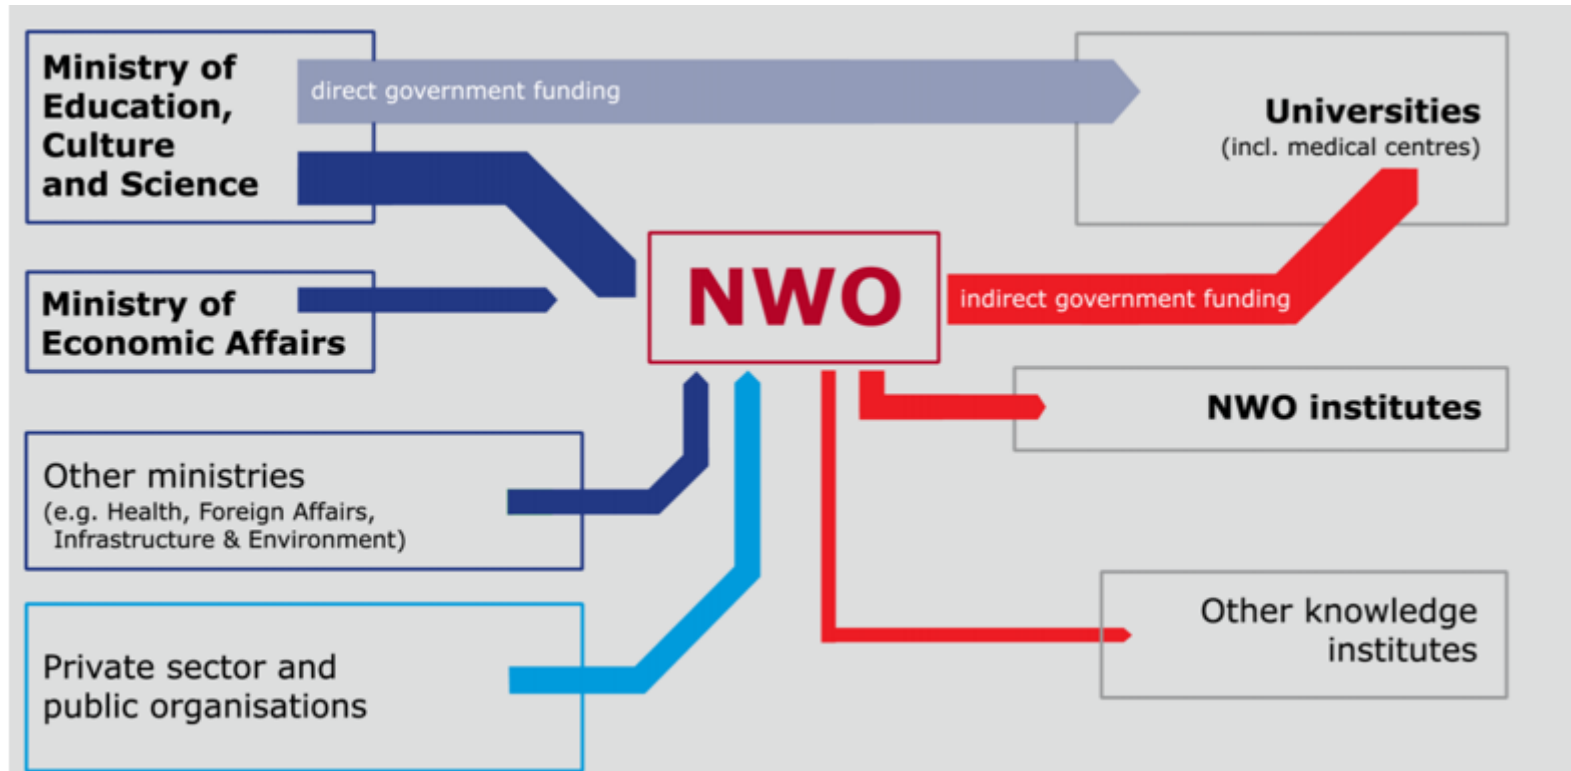 Ministry of
Education,
Culture
and Science
direct government funding
Universities
(incl. medical centres)
Ministry of
Economic Affairs
NWO
indirect government funding
NWO institutes
Other ministries
(e.g. Health, Foreign Affairs,
Infrastructure & Environment)
Other knowledge
institutes
Private sector and
public organisations